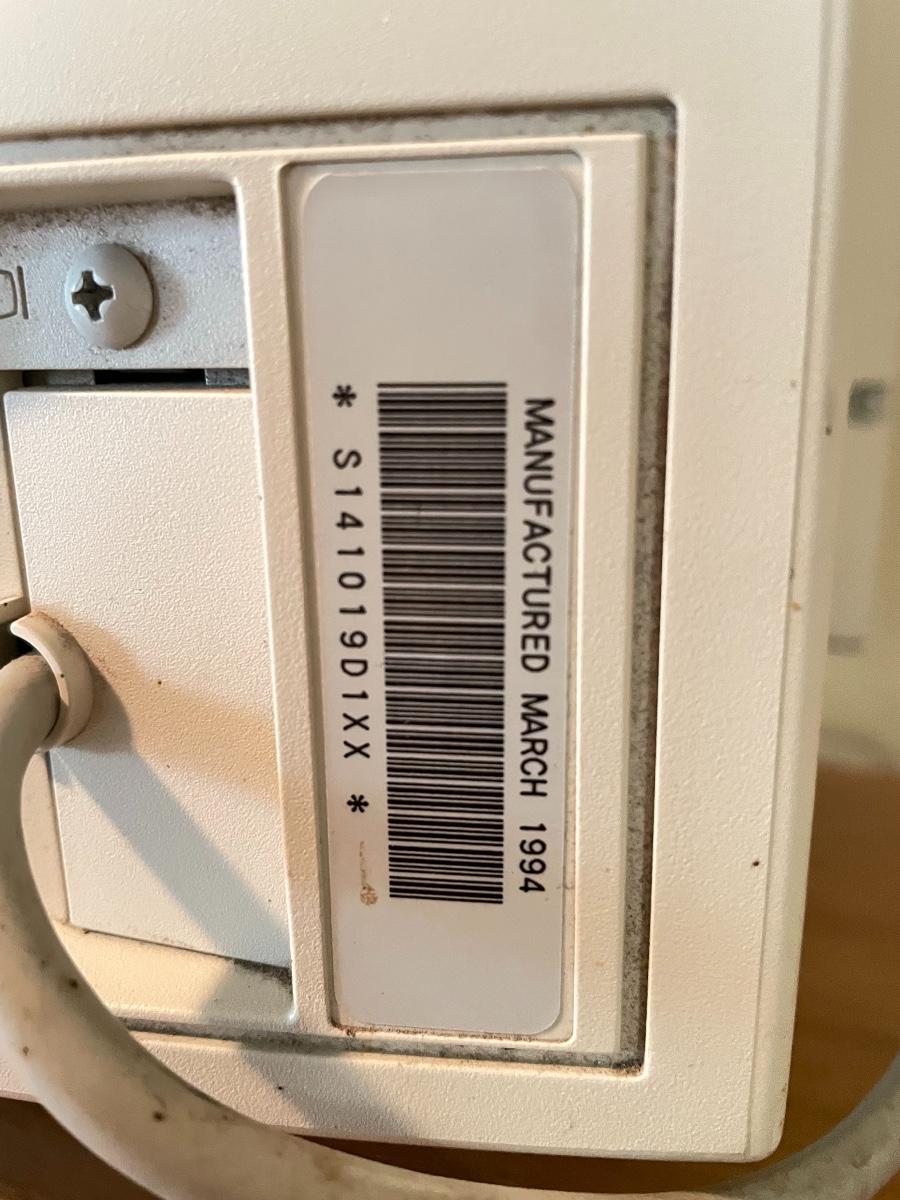 MANUFACTURED MARCH 1994
* S141019D1XX *